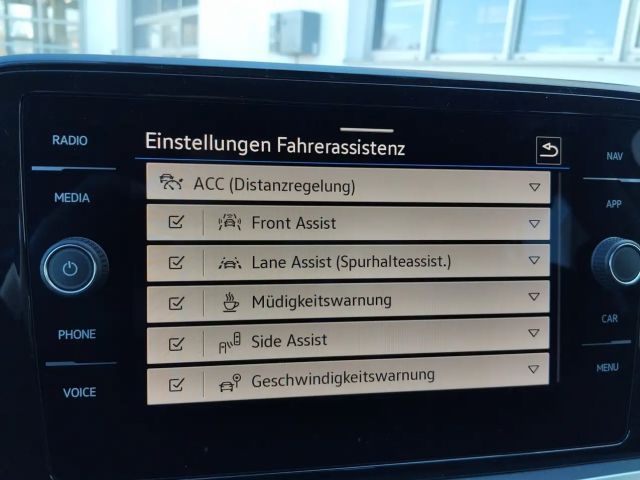 RADIO
MEDIA
PHONE
VOICE
Einstellungen Fahrerassistenz
ACC (Distanzregelung)
Front Assist
Lane Assist (Spurhalteassist.)
Müdigkeitswarnung
Side Assist
Geschwindigkeitswarnung
NAV
APP
CAR
MENU